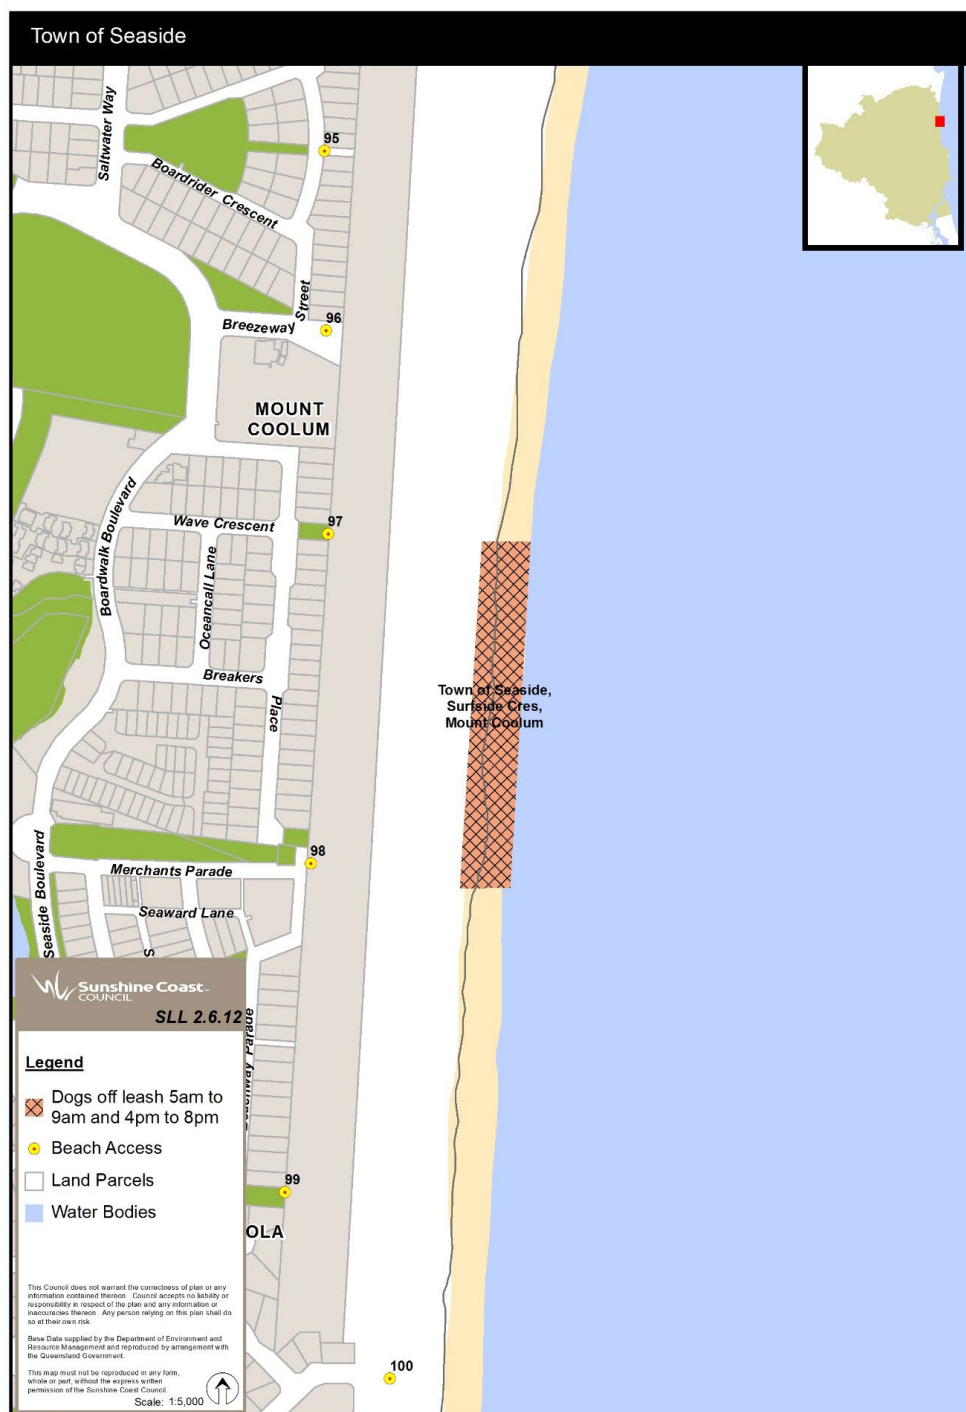 Town of Seaside
Saltwater Way
95
Boardrider Crescent
Street
96
Breezeway
MOUNT
COOLUM
Boardwalk Boulevard
97
Wave Crescent
Oceancall Lane
Breakers
Place
Town of Seaside,
Surfside Cres,
Mount Coolum
98
Merchants Parade
Seaside Boulevard
Seaward Lane
S
Sunshine Coast
COUNCIL
SLL 2.6.12
Parade
Legend
Dogs off leash 5am to
9am and 4pm to 8pm
Beach Access
Land Parcels
Water Bodies
99
OLA
This Council does not warrant the correctness of plan or any
information contained thereon. Council accepts no liability or
responsibility in respect of the plan and any information or
inaccuracies thereon. Any person relying on this plan shall do
so at their own risk.
Base Data supplied by the Department of Environment and
Resource Management and reproduced by arrangement with
the Queensland Government.
This map must not be reproduced in any form,
whole or part, without the express written
permission of the Sunshine Coast Council.
Scale: 1:5,000
100